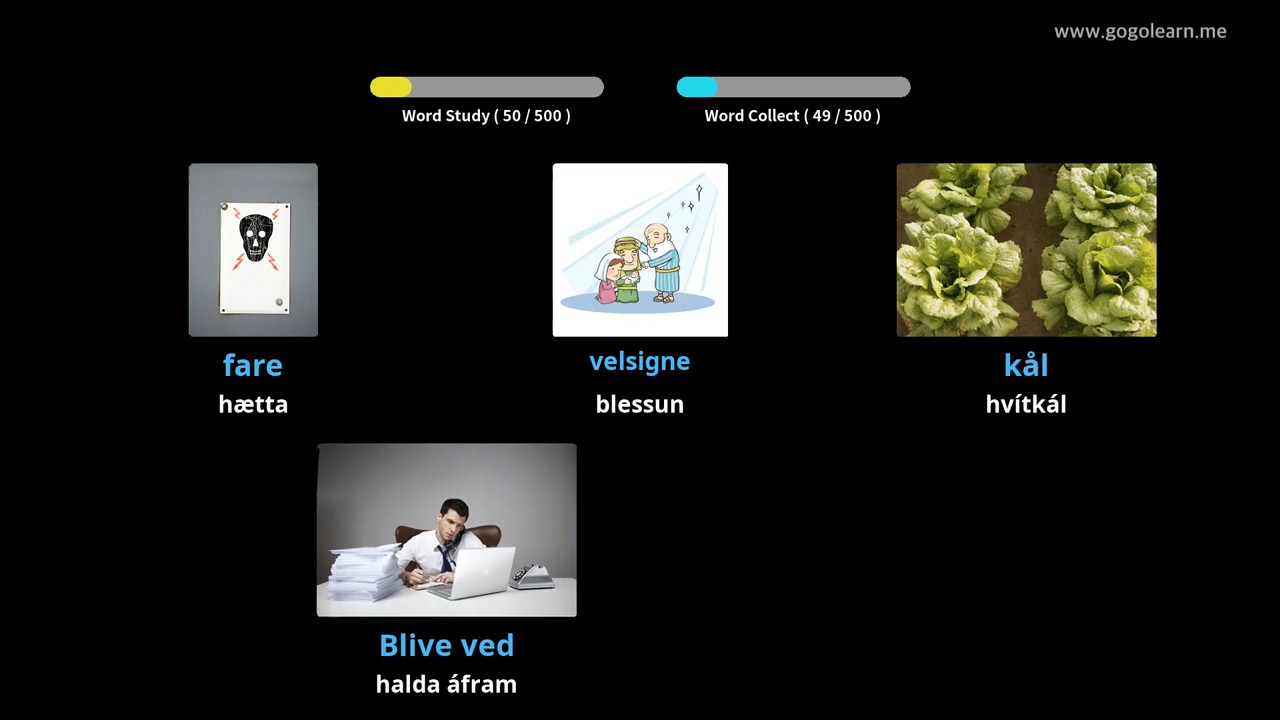 www.gogolearn.me
Word Study ( 50 / 500 )
Word Collect ( 49 / 500 )
fare
hætta
velsigne
blessun
kål
hvítkál
Blive ved
halda áfram